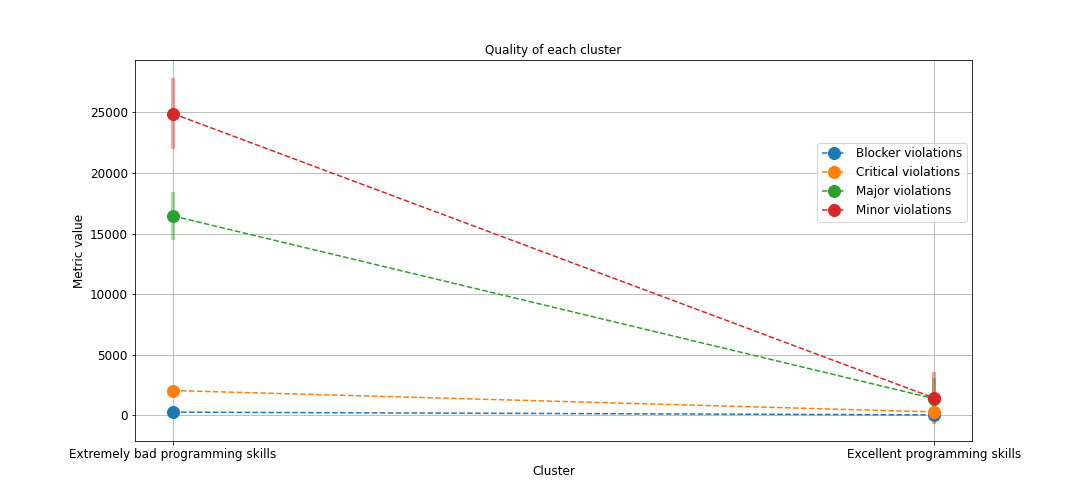 Quality of each cluster
25000
20000
15000
10000
5000
0
Metric value
Blocker violations
Critical violations
Major violations
Minor violations
Extremely bad programming skills
Excellent programming skills
Cluster